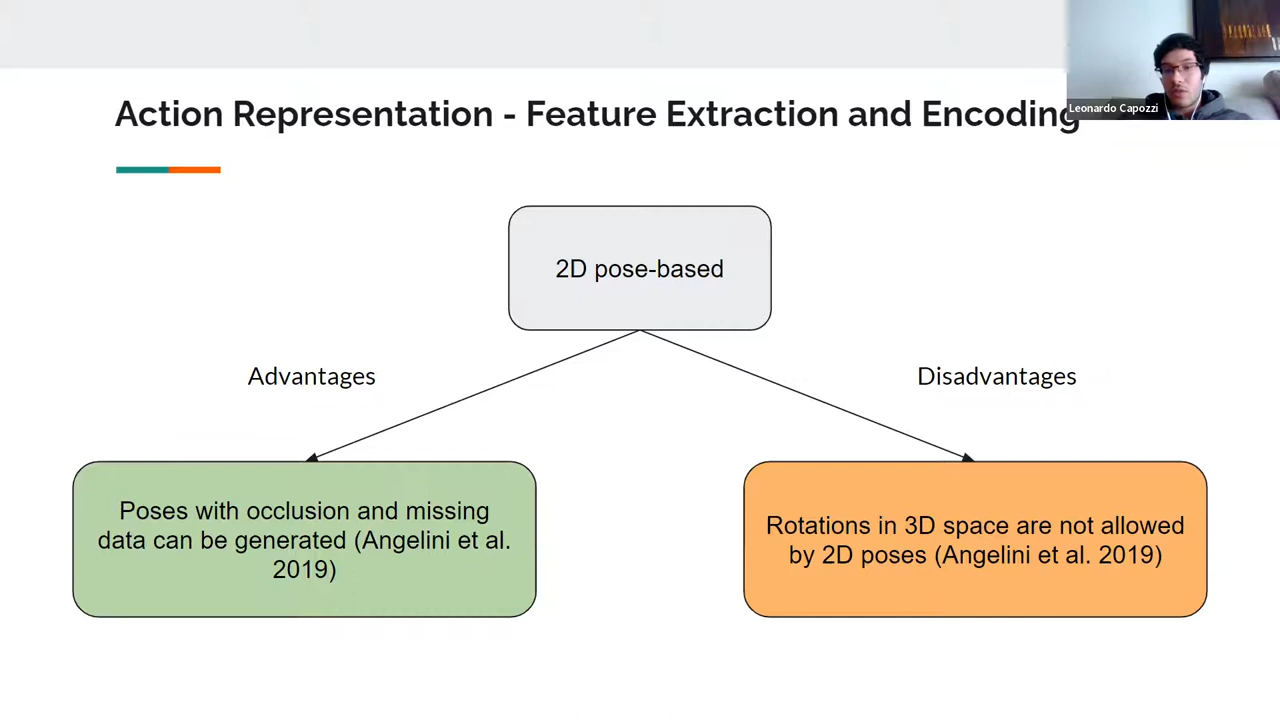 Leonardo Capozzi
Action Representation - Feature Extraction and Encoding
2D pose-based
Advantages
Disadvantages
Poses with occlusion and missing
data can be generated (Angelini et al.
2019)
Rotations in 3D space are not allowed
by 2D poses (Angelini et al. 2019)